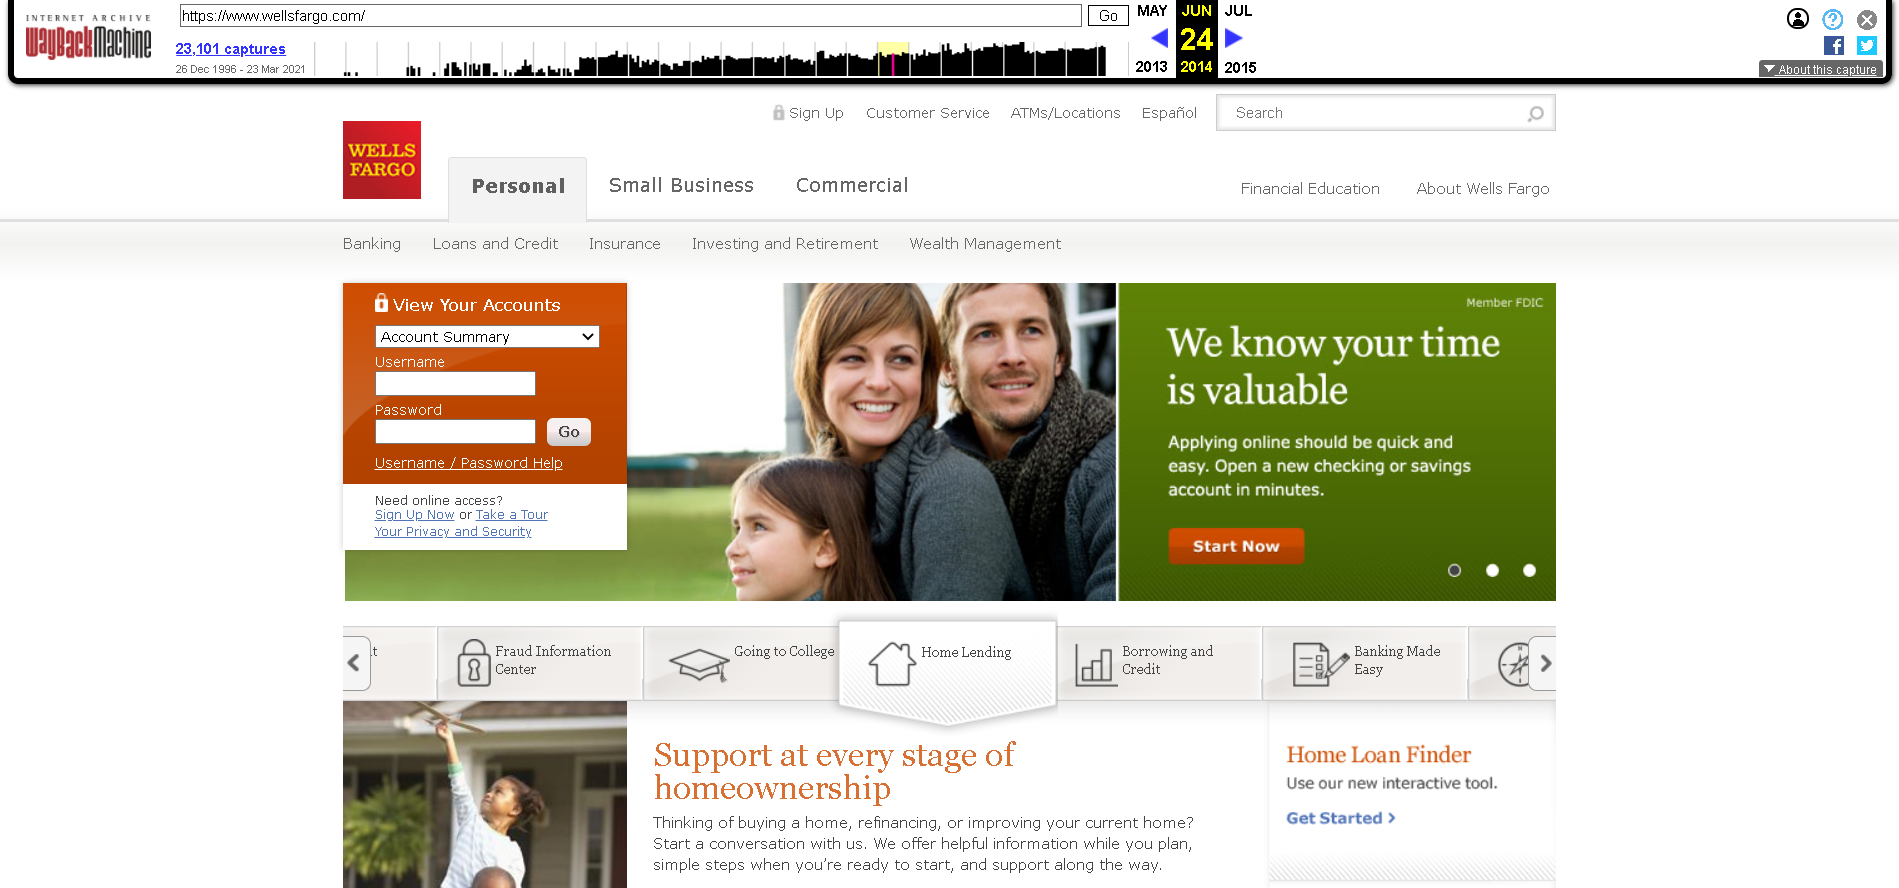 INTERNET ARCHIVE
WayBackMachine
https://www.wellsfargo.com/
Go
23,101 captures
26 Dec 1996 - 23 Mar 2021
MAY JUN JUL
24
2013 2014 2015
About this capture
Sign Up Customer Service ATMs/Locations Español Search
WELLS
FARGO
Personal Small Business Commercial Financial Education About Wells Fargo
Banking Loans and Credit Insurance Investing and Retirement Wealth Management
View Your Accounts
Account Summary
Username
Password
Go
Username / Password Help
Need online access?
Sign Up Now or Take a Tour
Your Privacy and Security
Member FDIC
We know your time
is valuable
Applying online should be quick and
easy. Open a new checking or savings
account in minutes.
Start Now
Fraud Information
Center
Going to College
Home Lending
Borrowing and
Credit
Banking Made
Easy
Support at every stage of
homeownership
Thinking of buying a home, refinancing, or improving your current home?
Start a conversation with us. We offer helpful information while you plan,
simple steps when you're ready to start, and support along the way.
Home Loan Finder
Use our new interactive tool.
Get Started